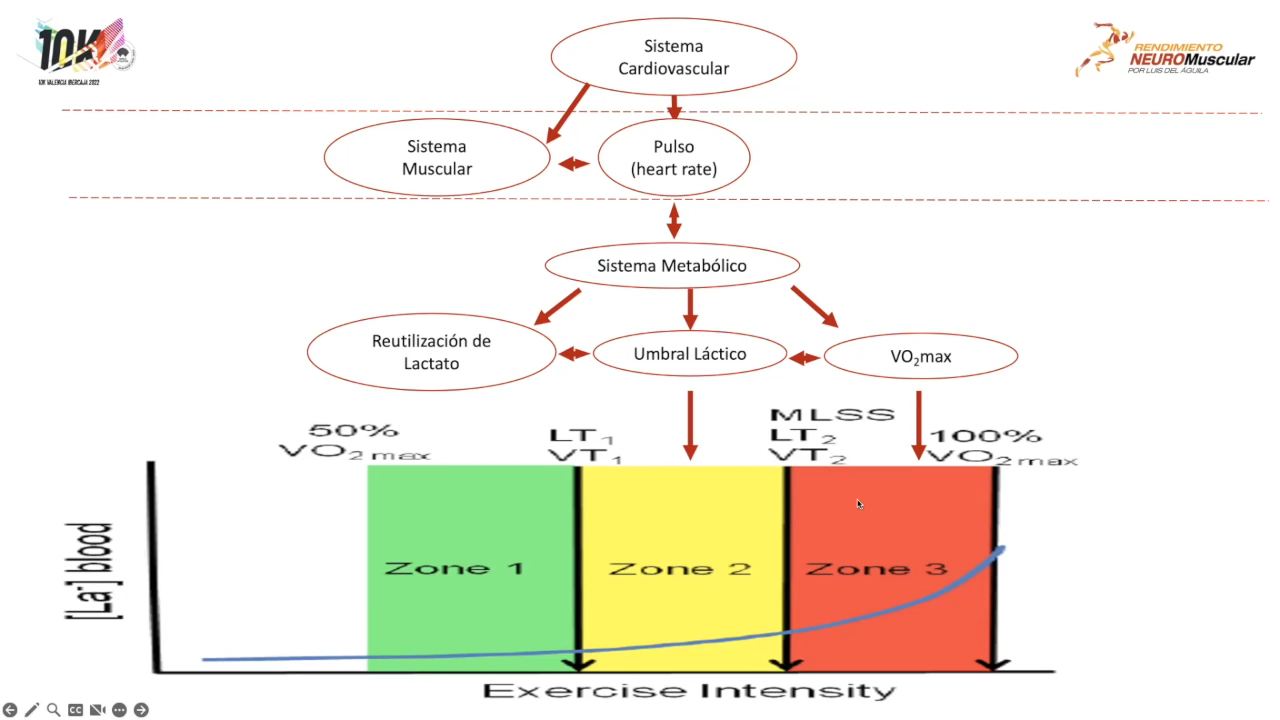 10K
10K VALENCIA IBERCAJA 2022
RENDIMIENTO
NEUROMuscular
POR LUIS DEL ÁGUILA
Sistema
Cardiovascular
Sistema
Muscular
Pulso
(heart rate)
Sistema Metabólico
Reutilización de
Lactato
Umbral Láctico
VO₂max
50%
VO₂ max
LT₁
VT₁
MLSS
LT₂
VT₂
100%
VO₂ max
[La⁻] blood
Zone 1
Zone 2
Zone 3
Exercise Intensity
CC